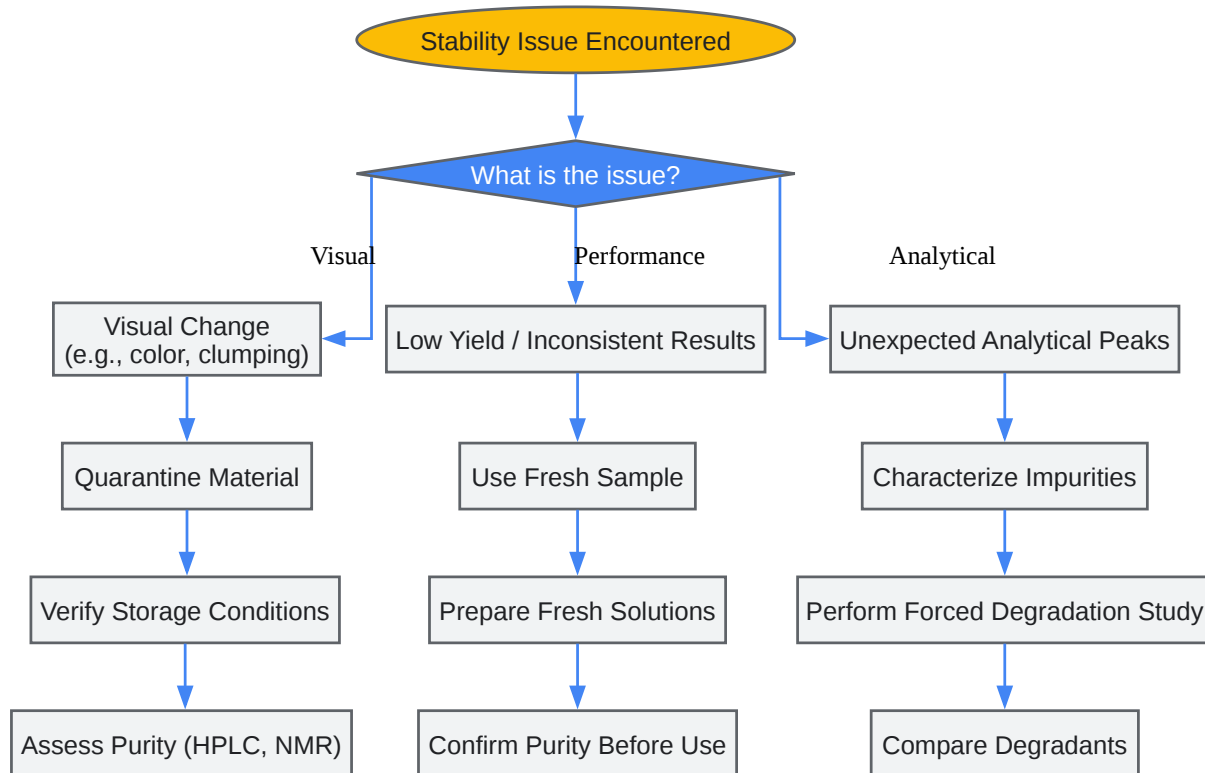 Stability Issue Encountered
What is the issue?
Visual
Performance
Analytical
Visual Change
(e.g., color, clumping)
Low Yield / Inconsistent Results
Unexpected Analytical Peaks
Quarantine Material
Use Fresh Sample
Characterize Impurities
Verify Storage Conditions
Prepare Fresh Solutions
Perform Forced Degradation Study
Assess Purity (HPLC, NMR)
Confirm Purity Before Use
Compare Degradants